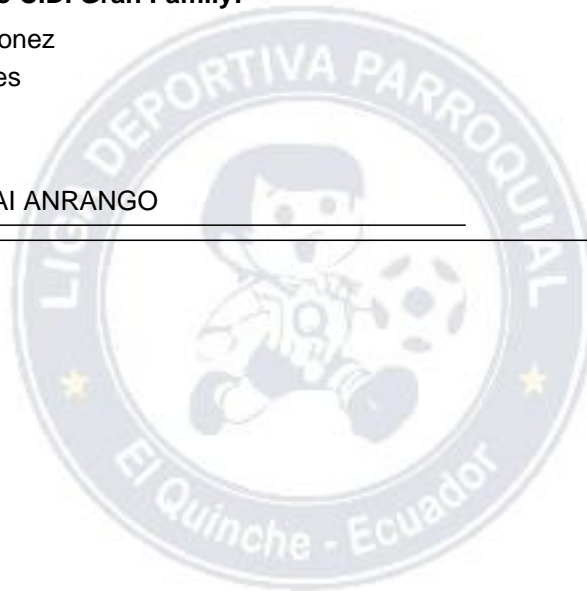 C.D. Gran Family.
onez
es
AI ANRANGO
LIGA DEPORTIVA PARROQUIAL
Q
El Quinche - Ecuador